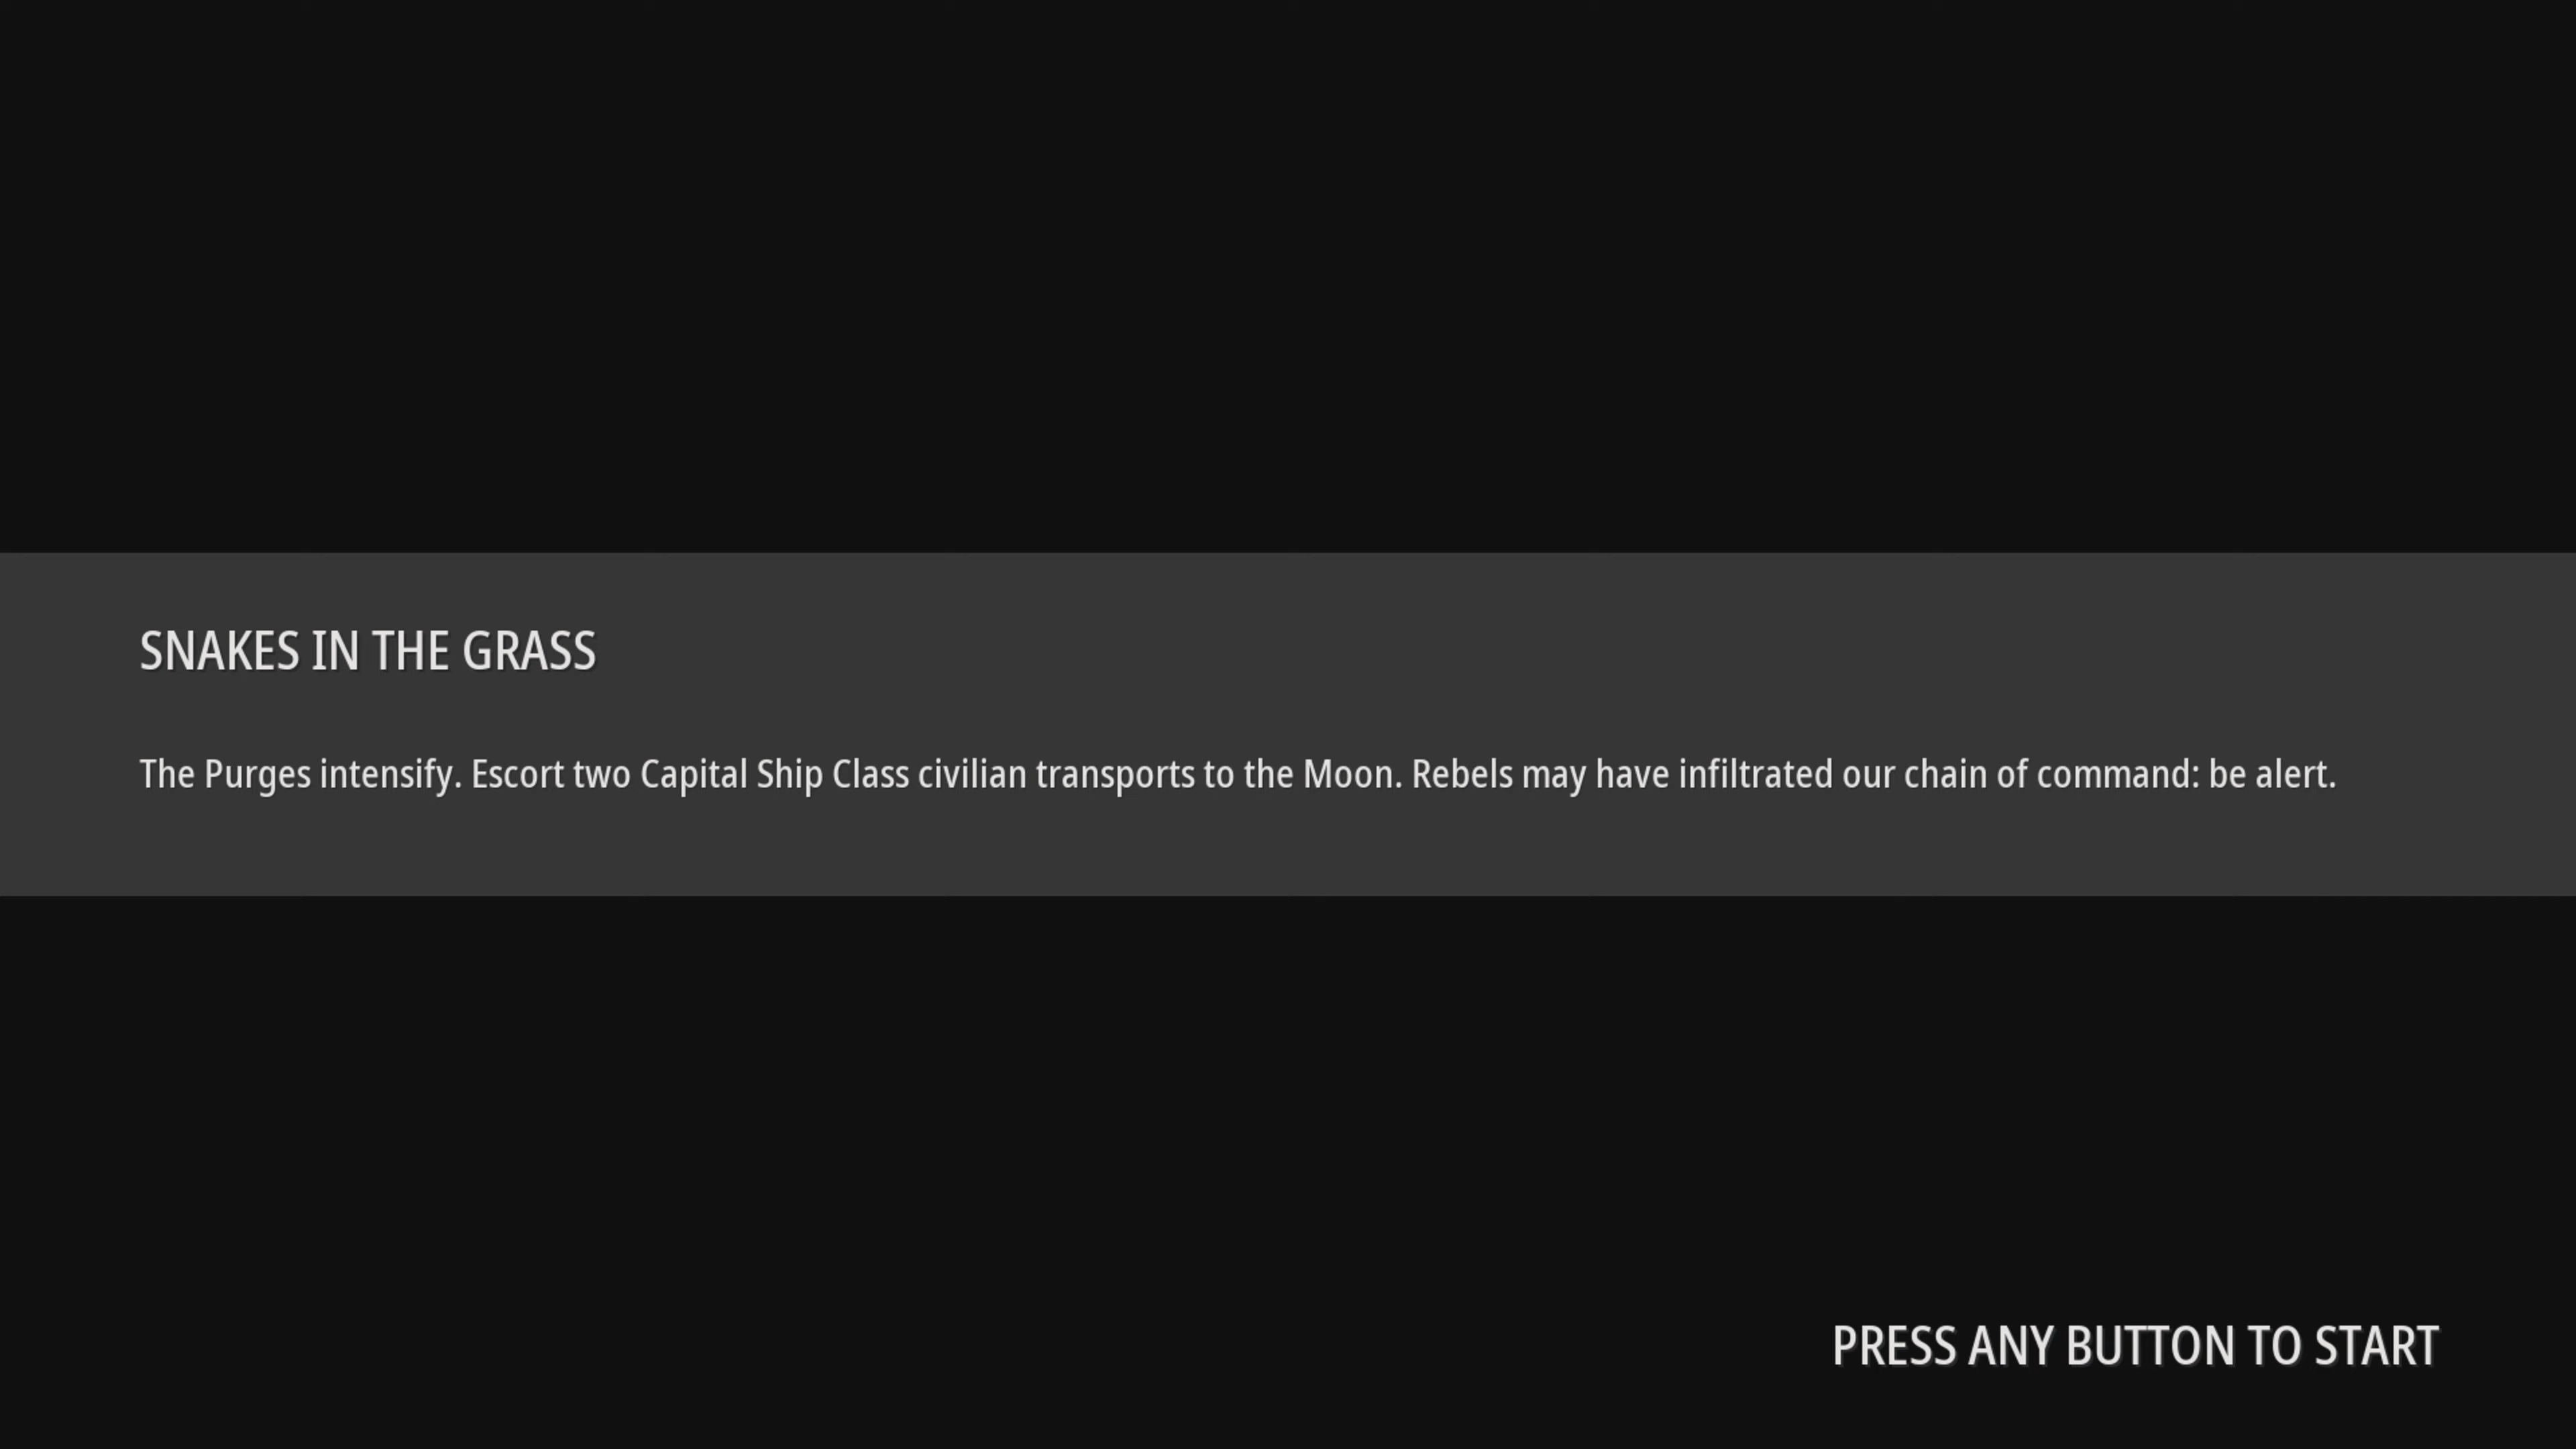 SNAKES IN THE GRASS
The Purges intensify. Escort two Capital Ship Class civilian transports to the Moon. Rebels may have infiltrated our chain of command: be alert.
PRESS ANY BUTTON TO START